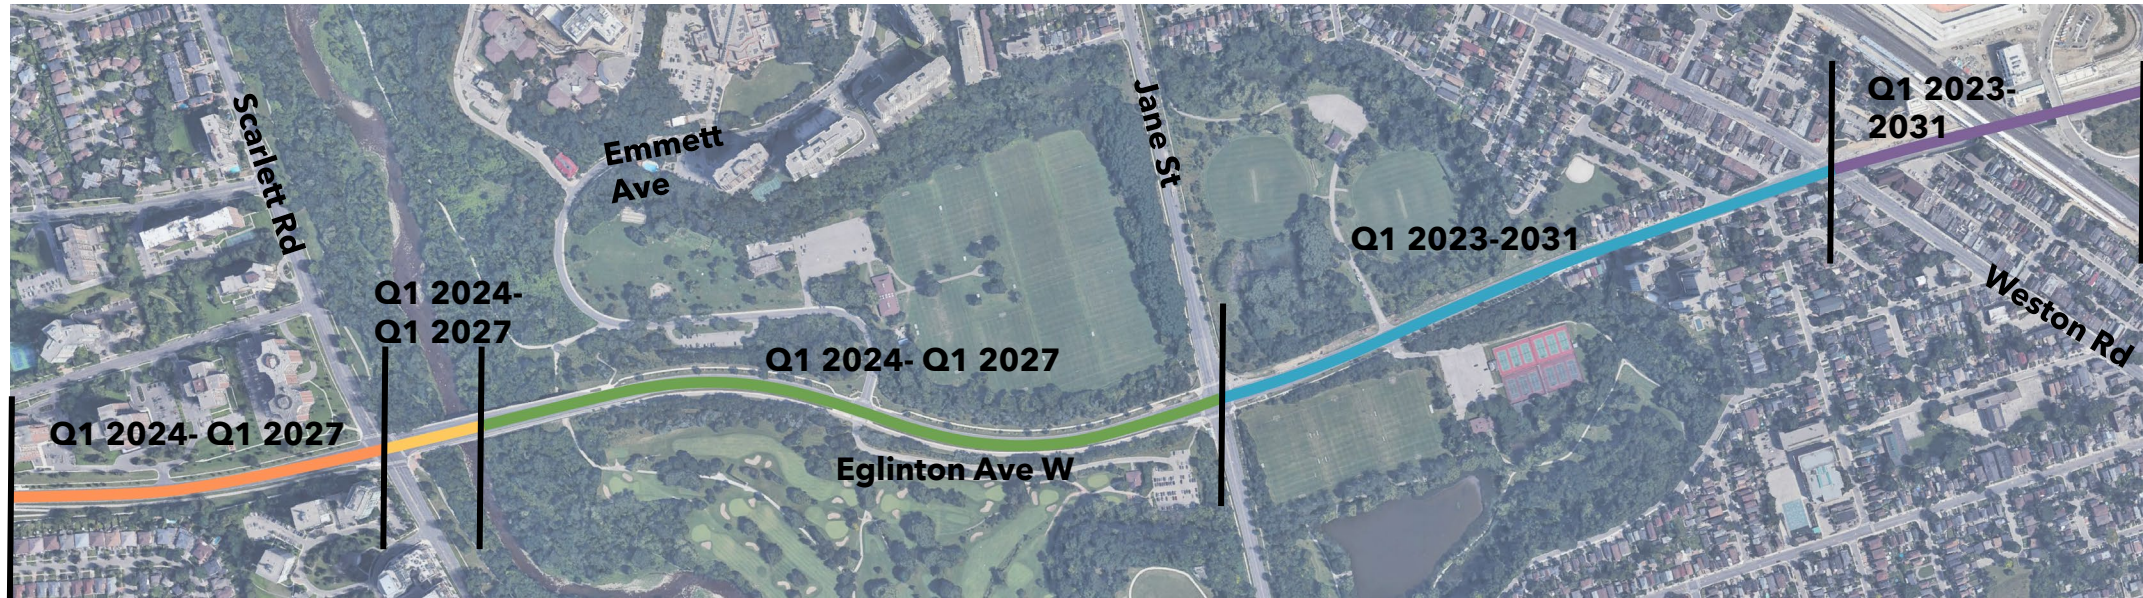 Scarlett Rd
Emmett
Ave
Jane St
Q1 2023-
2031
Q1 2023-2031
Weston Rd
Q1 2024-
Q1 2027
Q1 2024- Q1 2027
Q1 2024- Q1 2027
Eglinton Ave W